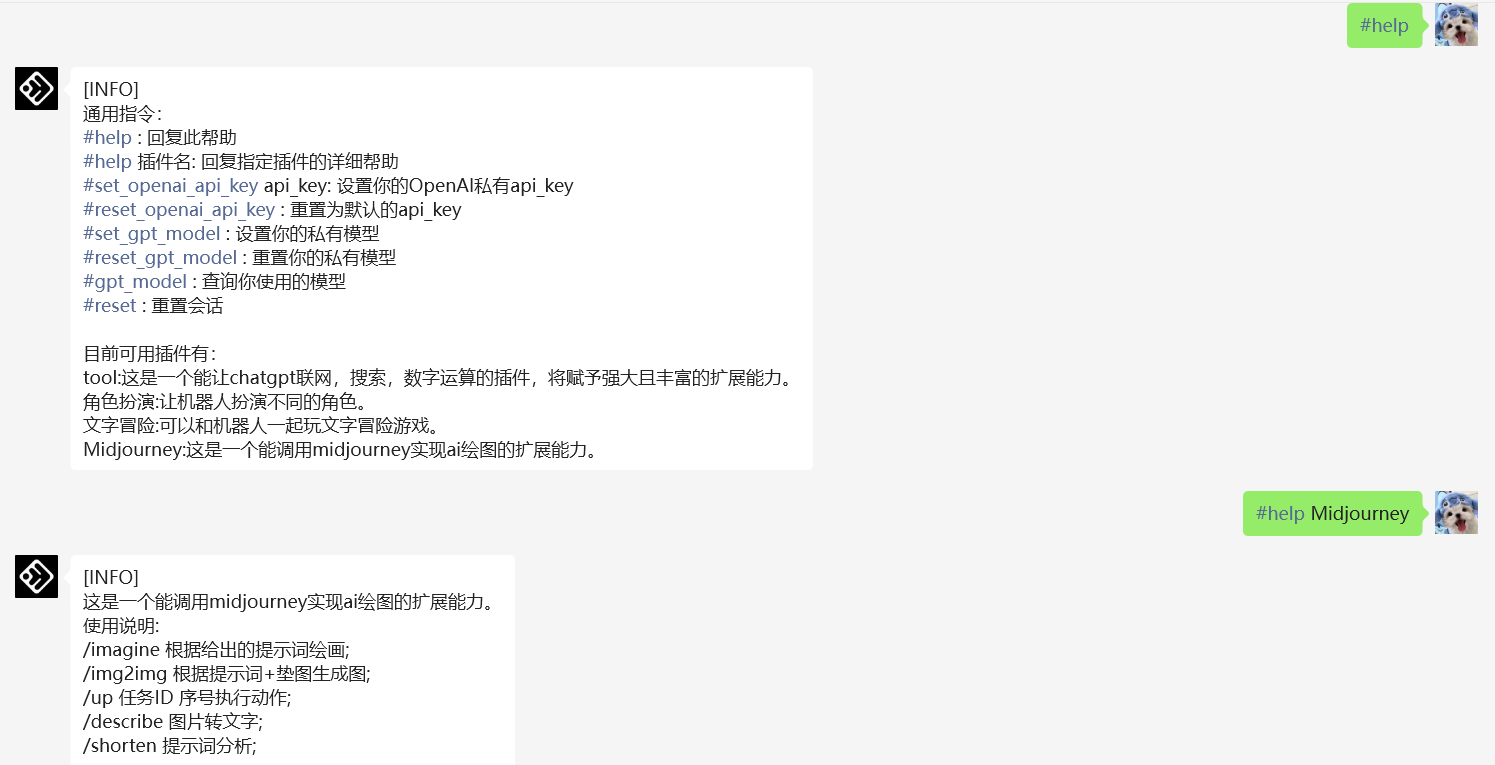 #help
[INFO]
通用指令：
#help : 回复此帮助
#help 插件名: 回复指定插件的详细帮助
#set_openai_api_key api_key: 设置你的OpenAI私有api_key
#reset_openai_api_key : 重置为默认的api_key
#set_gpt_model : 设置你的私有模型
#reset_gpt_model : 重置你的私有模型
#gpt_model : 查询你使用的模型
#reset : 重置会话
目前可用插件有：
tool:这是一个能让chatgpt联网，搜索，数字运算的插件，将赋予强大且丰富的扩展能力。
角色扮演:让机器人扮演不同的角色。
文字冒险:可以和机器人一起玩文字冒险游戏。
Midjourney:这是一个能调用midjourney实现ai绘图的扩展能力。
#help Midjourney
[INFO]
这是一个能调用midjourney实现ai绘图的扩展能力。
使用说明:
/imagine 根据给出的提示词绘画;
/img2img 根据提示词+垫图生成图;
/up 任务ID 序号执行动作;
/describe 图片转文字;
/shorten 提示词分析;